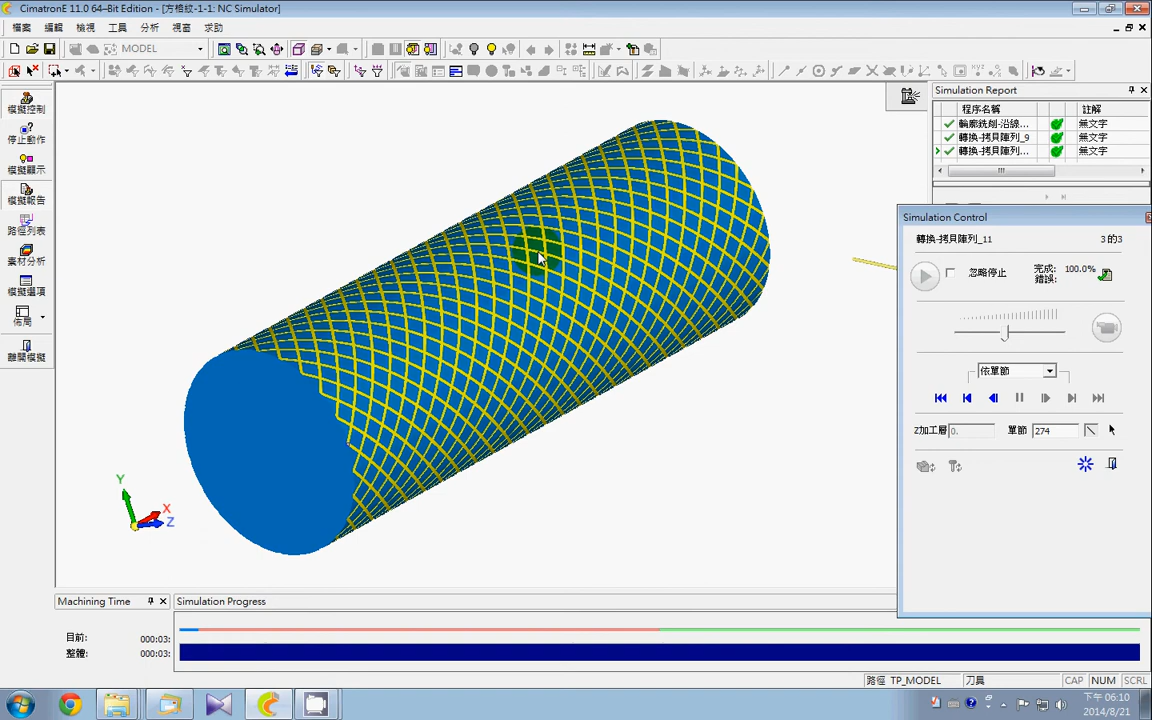 CimatronE 11.0 64–Bit Edition - [方格紋-1-1: NC Simulator]
檔案 編輯 檢視 工具 分析 視窗 求助
MODEL
模擬控制
停止動作
模擬顯示
模擬報告
路徑列表
素材分析
模擬選項
佈局
離開模擬
Simulation Report
程序名稱 註解
輪廓銑削-沿線... 無文字
轉換-拷貝陣列_9 無文字
轉換-拷貝陣列... 無文字
Simulation Control
轉換-拷貝陣列_11 3 的3
忽略停止 完成: 100.0%
錯誤:
依單節
Z加工層 0. 單節 274
Y
X
Z
Machining Time Simulation Progress
目前: 000:03:
整體: 000:03:
路徑 TP_MODEL 刀具 CAP NUM SCRL
下午 06:10
2014/8/21